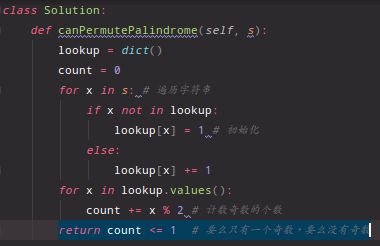 class Solution:
    def canPermutePalindrome(self, s):
        lookup = dict()
        count = 0
        for x in s: # 遍历字符串
            if x not in lookup:
                lookup[x] = 1 # 初始化
            else:
                lookup[x] += 1
        for x in lookup.values():
            count += x % 2 # 计数奇数的个数
        return count <= 1  # 要么只有一个奇数，要么没有奇数